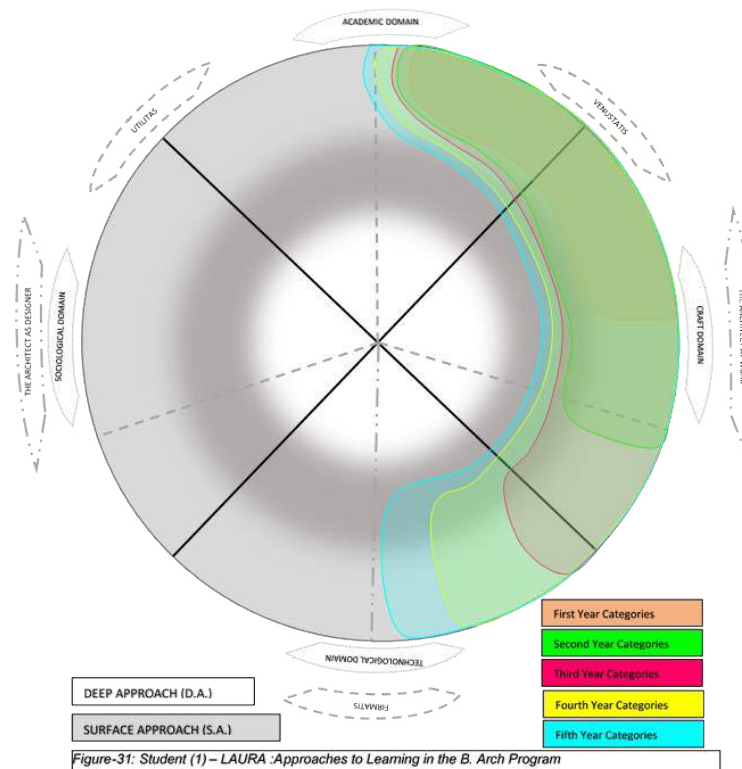 ACADEMIC DOMAIN
UTILITAS
VENUSTATIS
THE ARCHITECT AS DESIGNER
SOCIOLOGICAL DOMAIN
CRAFT DOMAIN
TECHNOLOGICAL DOMAIN
FIRMATIS
First Year Categories
Second Year Categories
Third Year Categories
Fourth Year Categories
Fifth Year Categories
DEEP APPROACH (D.A.)
SURFACE APPROACH (S.A.)
Figure-31: Student (1) – LAURA :Approaches to Learning in the B. Arch Program